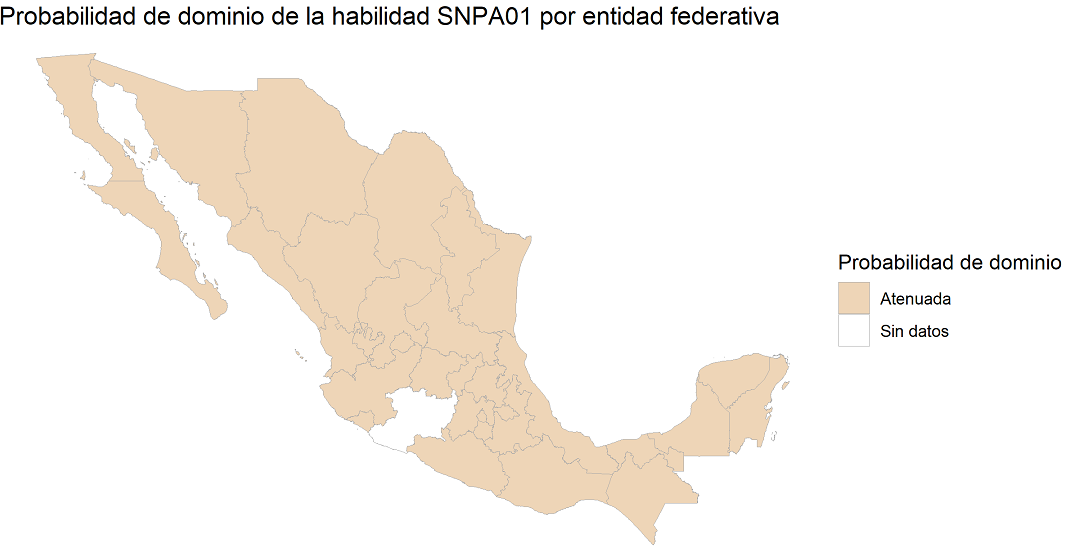 Probabilidad de dominio de la habilidad SNPA01 por entidad federativa
Probabilidad de dominio
Atenuada
Sin datos